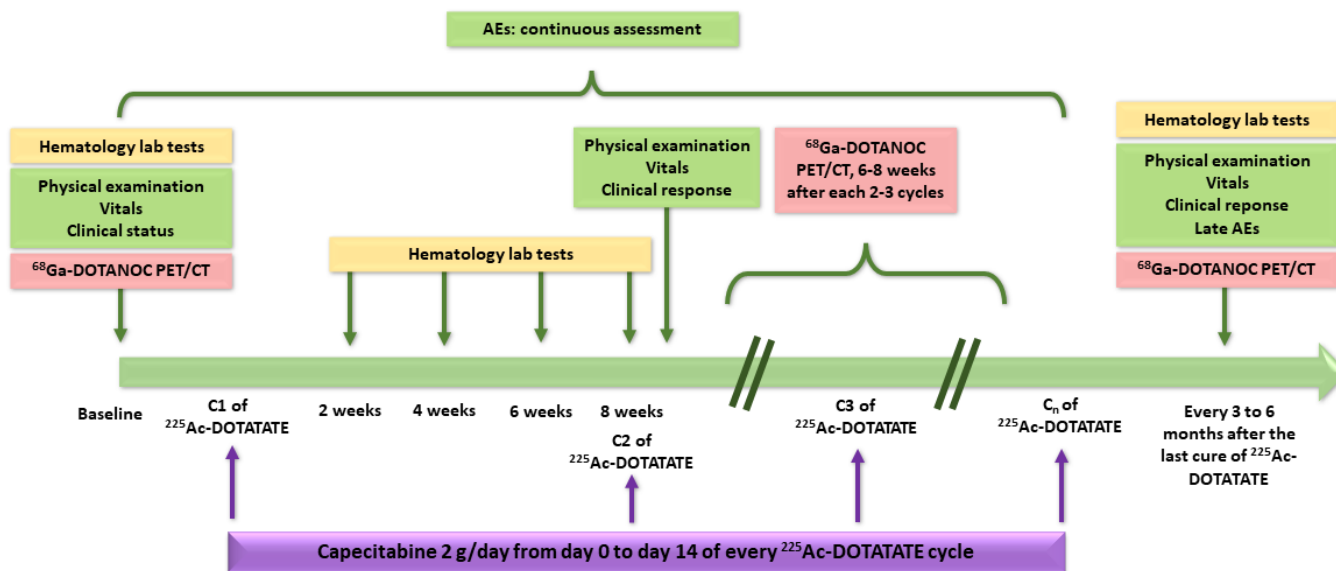 AEs: continuous assessment
Hematology lab tests
Physical examination
Vitals
Clinical status
⁶⁸Ga-DOTANOC PET/CT
Hematology lab tests
Physical examination
Vitals
Clinical response
⁶⁸Ga-DOTANOC
PET/CT, 6-8 weeks
after each 2-3 cycles
Hematology lab tests
Physical examination
Vitals
Clinical reponse
Late AEs
⁶⁸Ga-DOTANOC PET/CT
Baseline
C1 of
²²⁵Ac-DOTATATE
2 weeks
4 weeks
6 weeks
8 weeks
C2 of
²²⁵Ac-DOTATATE
C3 of
²²⁵Ac-DOTATATE
Cₙ of
²²⁵Ac-DOTATATE
Every 3 to 6
months after the
last cure of ²²⁵Ac-
DOTATATE
Capecitabine 2 g/day from day 0 to day 14 of every ²²⁵Ac-DOTATATE cycle